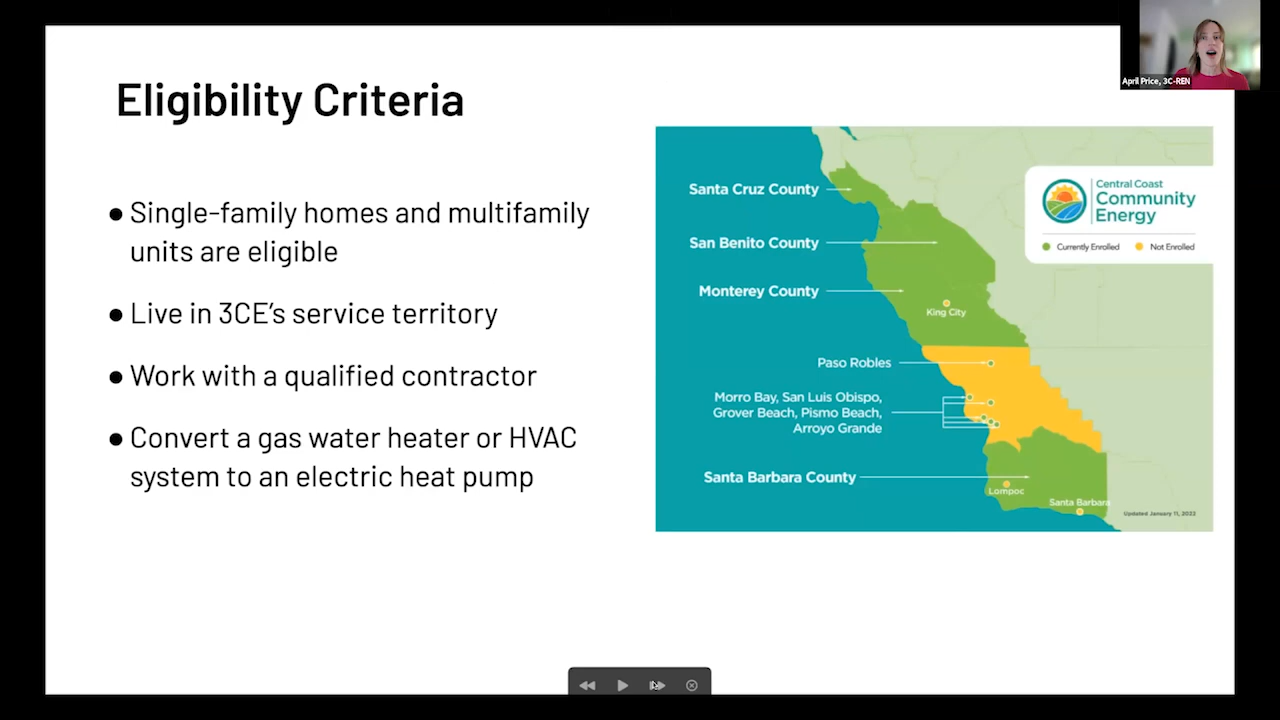 Eligibility Criteria
● Single-family homes and multifamily
units are eligible
● Live in 3CE's service territory
● Work with a qualified contractor
● Convert a gas water heater or HVAC
system to an electric heat pump
April Price, 3C-REN
Santa Cruz County
San Benito County
Monterey County
King City
Paso Robles
Morro Bay, San Luis Obispo,
Grover Beach, Pismo Beach,
Arroyo Grande
Santa Barbara County
Lompoc
Santa Barbara
Central Coast
Community
Energy
Currently Enrolled
Not Enrolled
Updated January 11, 2022